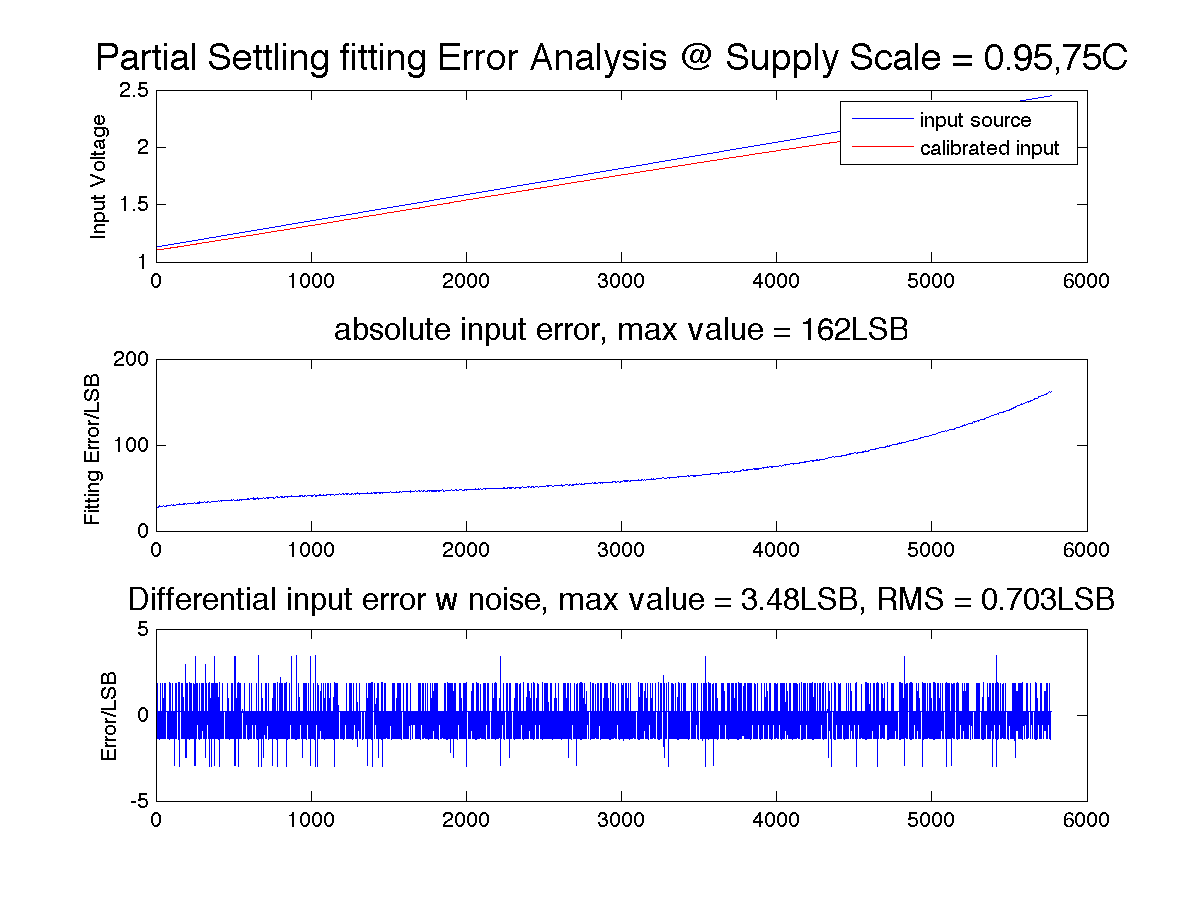 Partial Settling fitting Error Analysis @ Supply Scale = 0.95,75C
2.5
2
1.5
1
Input Voltage
input source
calibrated input
0 1000 2000 3000 4000 5000 6000
absolute input error, max value = 162LSB
200
100
0
Fitting Error/LSB
0 1000 2000 3000 4000 5000 6000
Differential input error w noise, max value = 3.48LSB, RMS = 0.703LSB
5
0
-5
Error/LSB
0 1000 2000 3000 4000 5000 6000